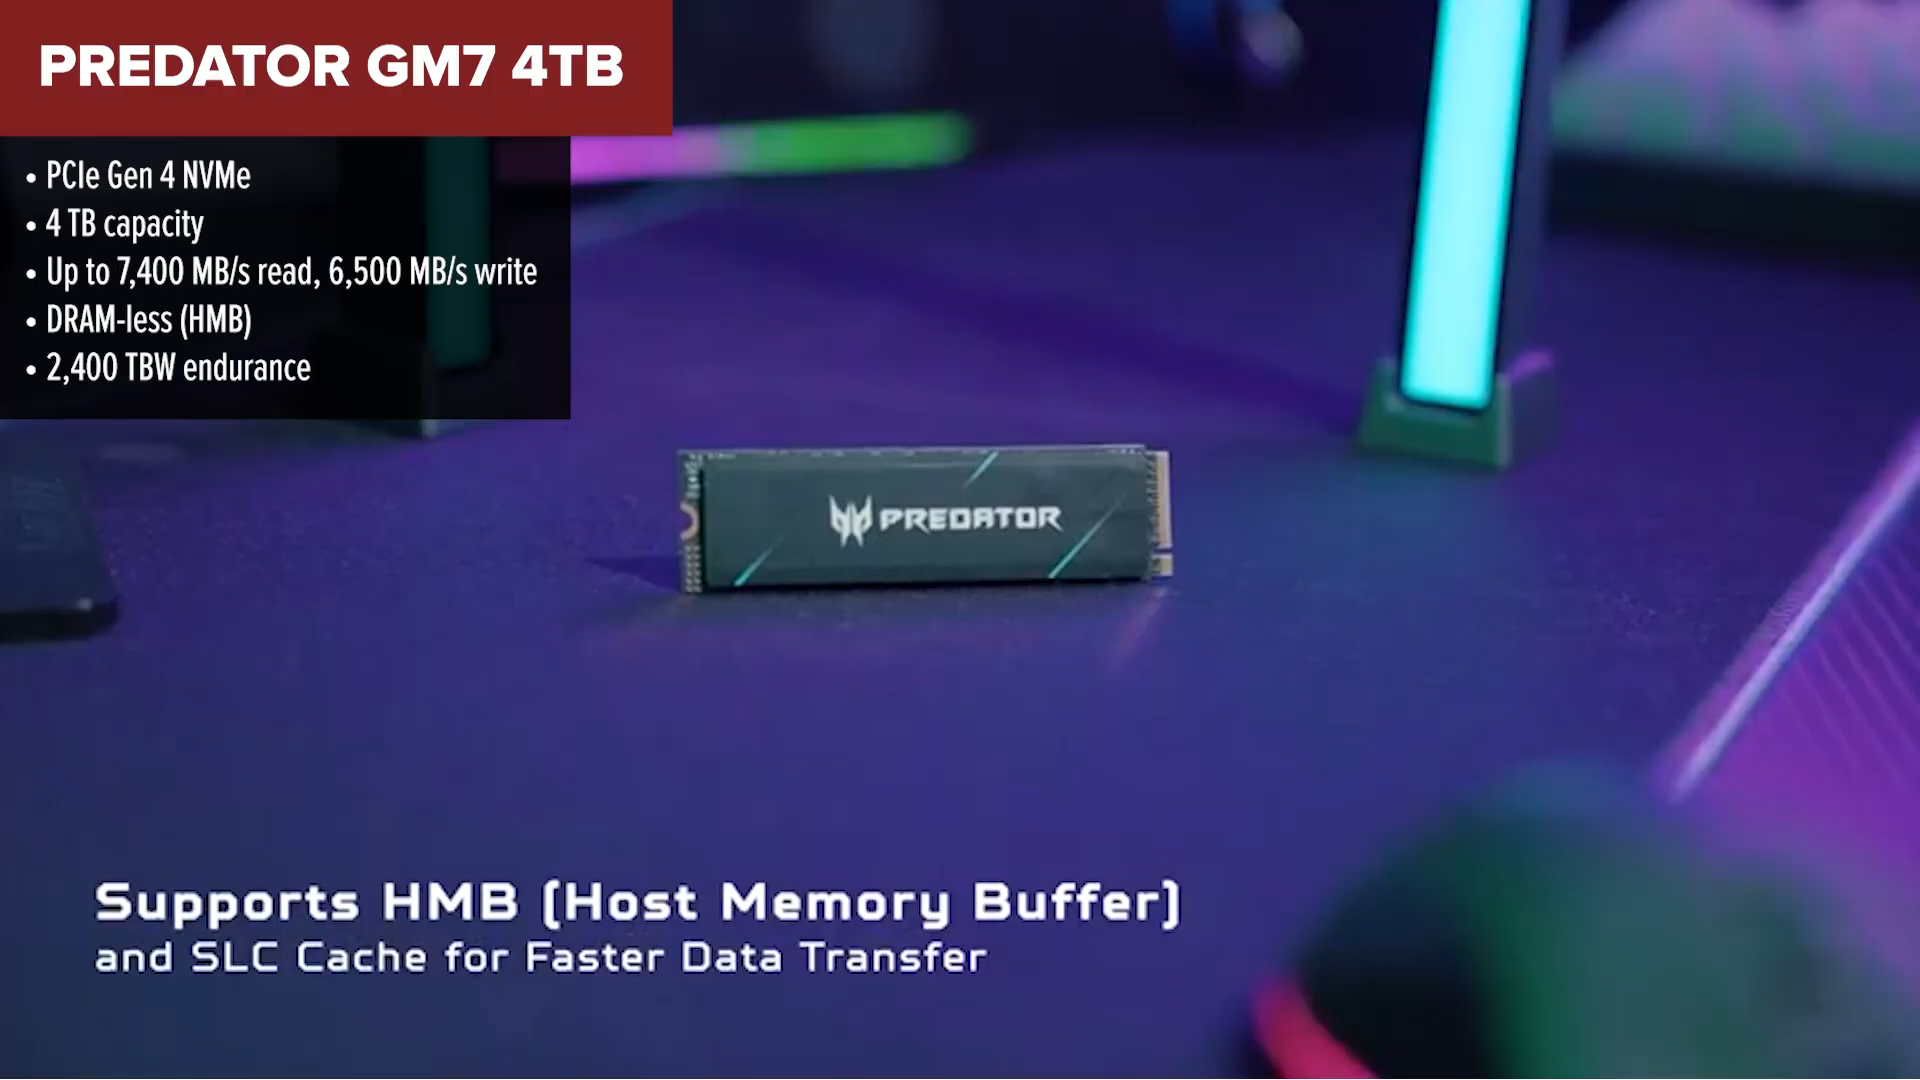 PREDATOR GM7 4TB
• PCIe Gen 4 NVMe
• 4 TB capacity
• Up to 7,400 MB/s read, 6,500 MB/s write
• DRAM-less (HMB)
• 2,400 TBW endurance
PREDATOR
Supports HMB (Host Memory Buffer)
and SLC Cache for Faster Data Transfer